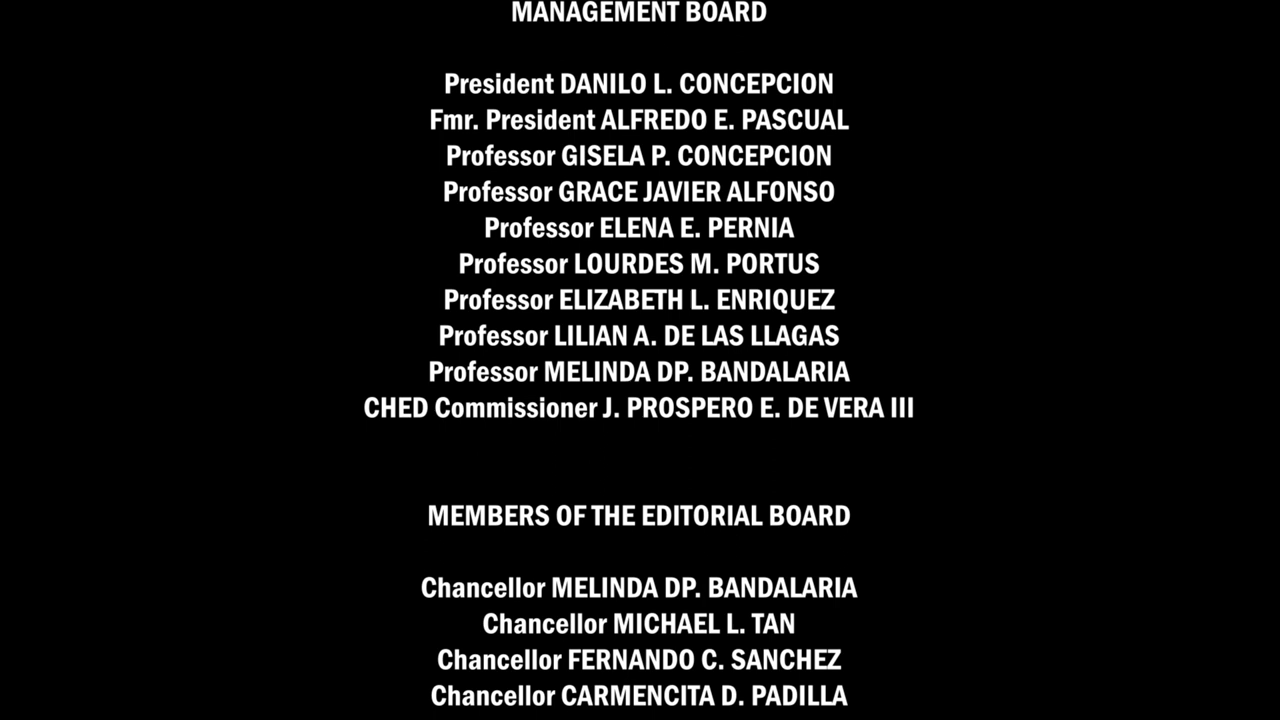 MANAGEMENT BOARD
President DANILO L. CONCEPCION
Fmr. President ALFREDO E. PASCUAL
Professor GISELA P. CONCEPCION
Professor GRACE JAVIER ALFONSO
Professor ELENA E. PERNIA
Professor LOURDES M. PORTUS
Professor ELIZABETH L. ENRIQUEZ
Professor LILIAN A. DE LAS LLAGAS
Professor MELINDA DP. BANDALARIA
CHED Commissioner J. PROSPERO E. DE VERA III
MEMBERS OF THE EDITORIAL BOARD
Chancellor MELINDA DP. BANDALARIA
Chancellor MICHAEL L. TAN
Chancellor FERNANDO C. SANCHEZ
Chancellor CARMENCITA D. PADILLA